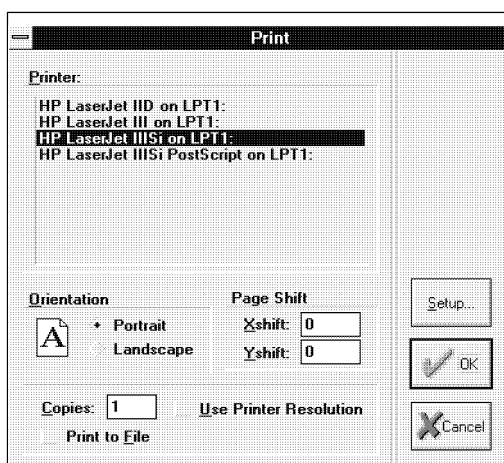 Print
Printer:
HP LaserJet IID on LPT1:
HP LaserJet III on LPT1:
HP LaserJet IIISi on LPT1:
HP LaserJet IIISi PostScript on LPT1:
Orientation
A
Portrait
Landscape
Page Shift
Xshift: 0
Yshift: 0
Setup...
OK
Copies: 1
Use Printer Resolution
Print to File
Cancel